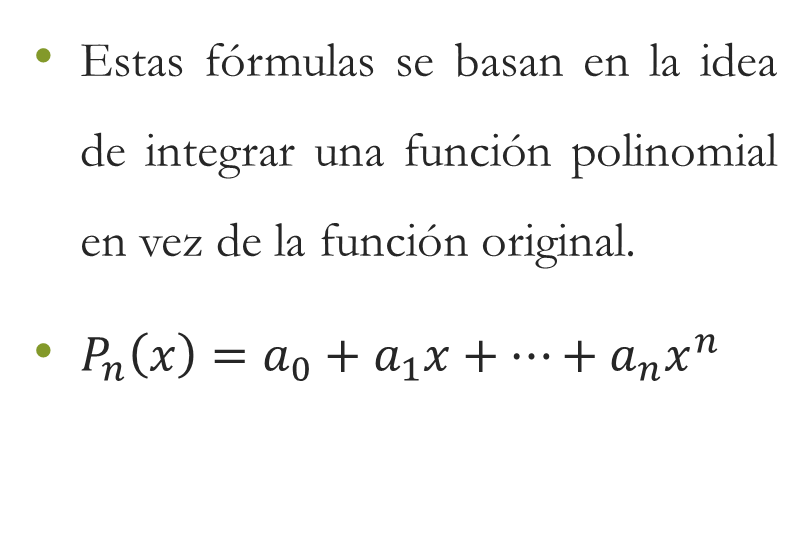 • Estas fórmulas se basan en la idea
de integrar una función polinomial
en vez de la función original.
• 𝑃ₙ(𝑥) = 𝑎₀ + 𝑎₁𝑥 + ⋯ + 𝑎ₙ𝑥ⁿ